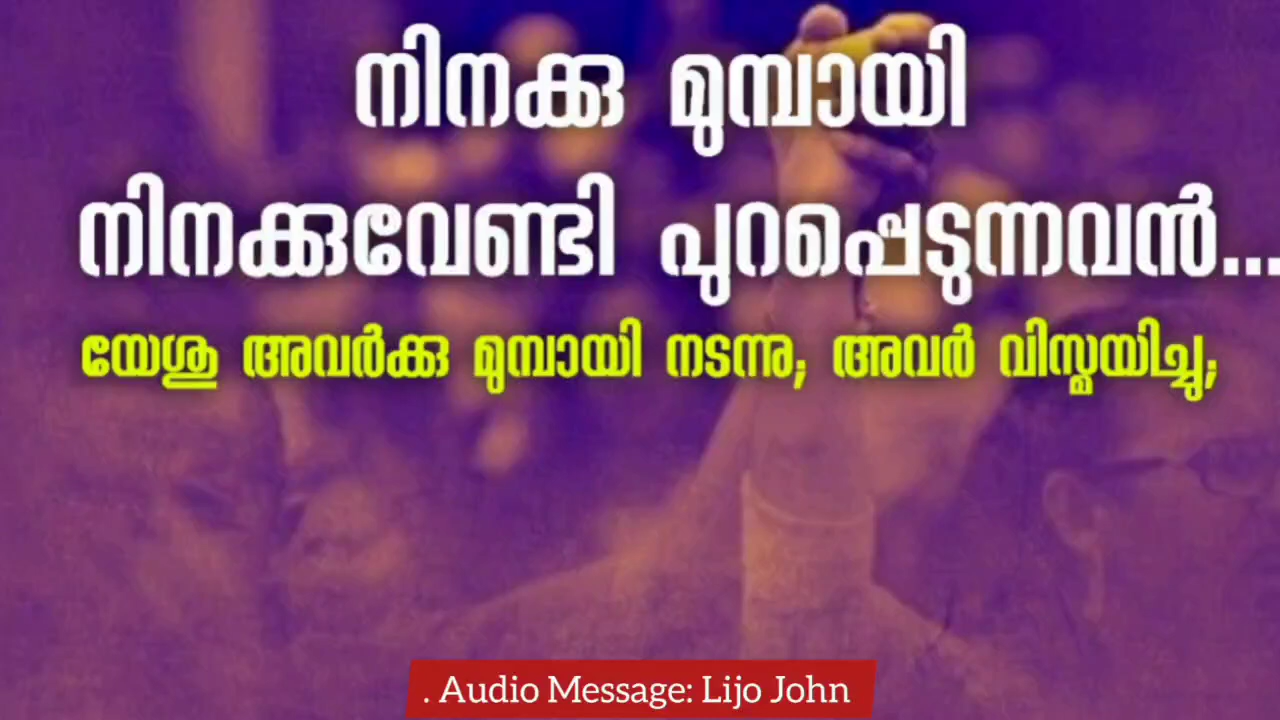 നിനക്കു മുമ്പായി
നിനക്കുവേണ്ടി പുറപ്പെടുന്നവൻ...
യേശു അവർക്കു മുമ്പായി നടന്നു; അവർ വിസ്മയിച്ചു;
. Audio Message: Lijo John